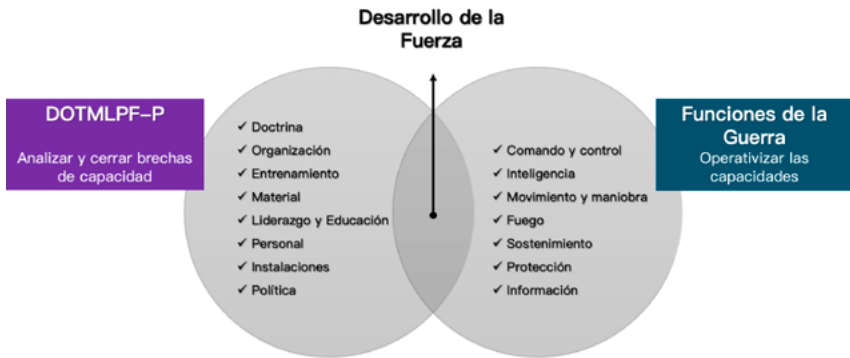 Desarrollo de la
Fuerza
DOTMLPF–P
Analizar y cerrar brechas
de capacidad
✓ Doctrina
✓ Organización
✓ Entrenamiento
✓ Material
✓ Liderazgo y Educación
✓ Personal
✓ Instalaciones
✓ Política
✓ Comando y control
✓ Inteligencia
✓ Movimiento y maniobra
✓ Fuego
✓ Sostenimiento
✓ Protección
✓ Información
Funciones de la
Guerra
Operativizar las
capacidades